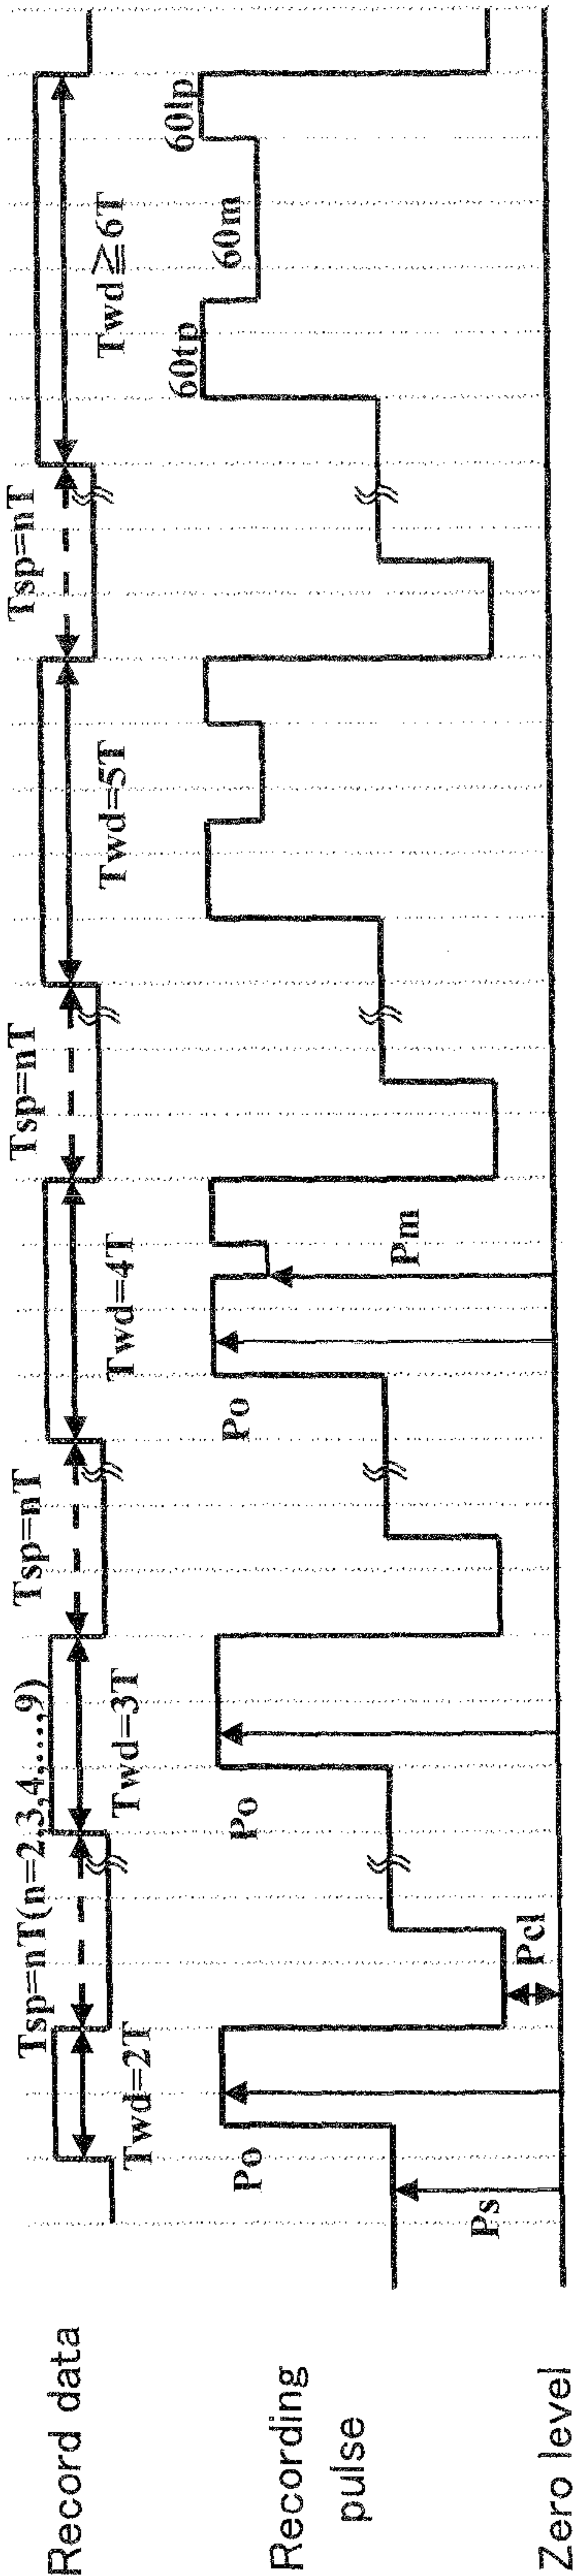 Record data
Twd=2T
Tsp=nT(n=2,3,4,...,9)
Twd=3T
Tsp=nT
Twd=4T
Tsp=nT
Twd=5T
Tsp=nT
Twd≧6T
Recording
pulse
Ps
Po
Pcl
Po
Po
Pm
60tp
60m
60lp
Zero level